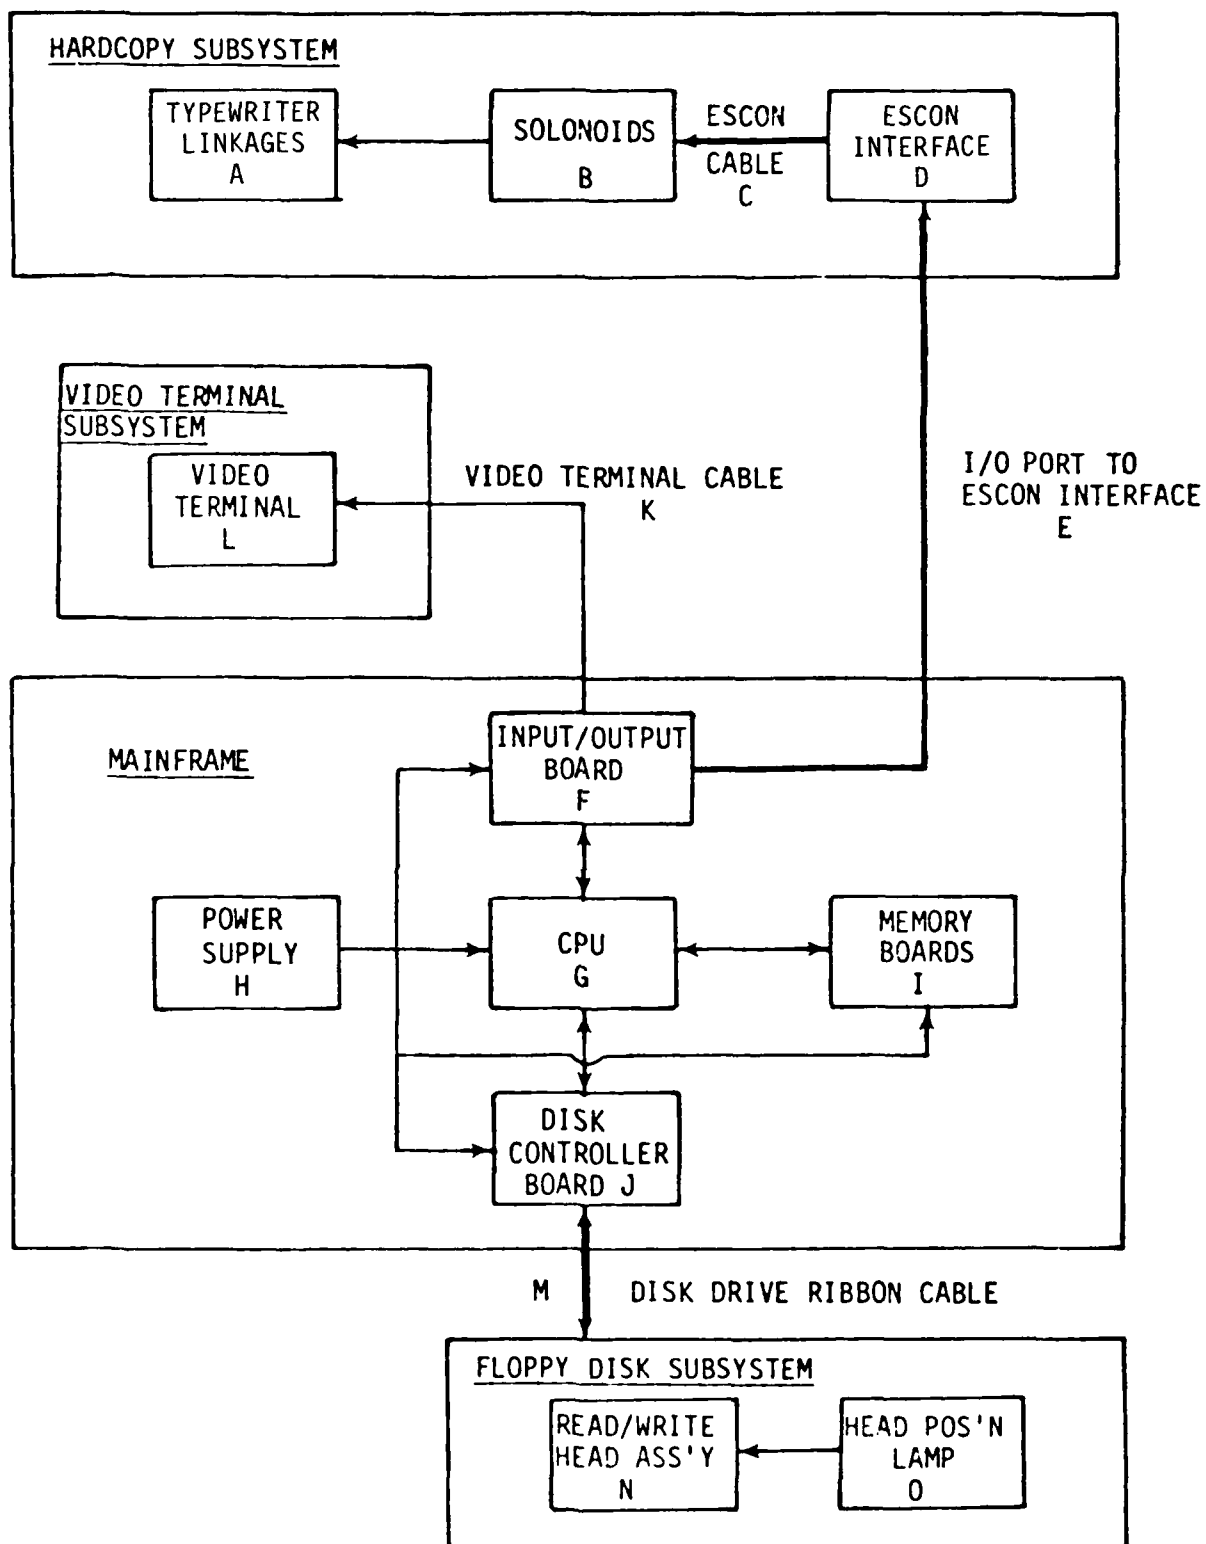 HARDCOPY SUBSYSTEM
TYPEWRITER
LINKAGES
A
SOLONOIDS
B
ESCON
CABLE
C
ESCON
INTERFACE
D
VIDEO TERMINAL
SUBSYSTEM
VIDEO
TERMINAL
L
VIDEO TERMINAL CABLE
K
I/O PORT TO
ESCON INTERFACE
E
MAINFRAME
INPUT/OUTPUT
BOARD
F
POWER
SUPPLY
H
CPU
G
MEMORY
BOARDS
I
DISK
CONTROLLER
BOARD J
M DISK DRIVE RIBBON CABLE
FLOPPY DISK SUBSYSTEM
READ/WRITE
HEAD ASS'Y
N
HEAD POS'N
LAMP
O